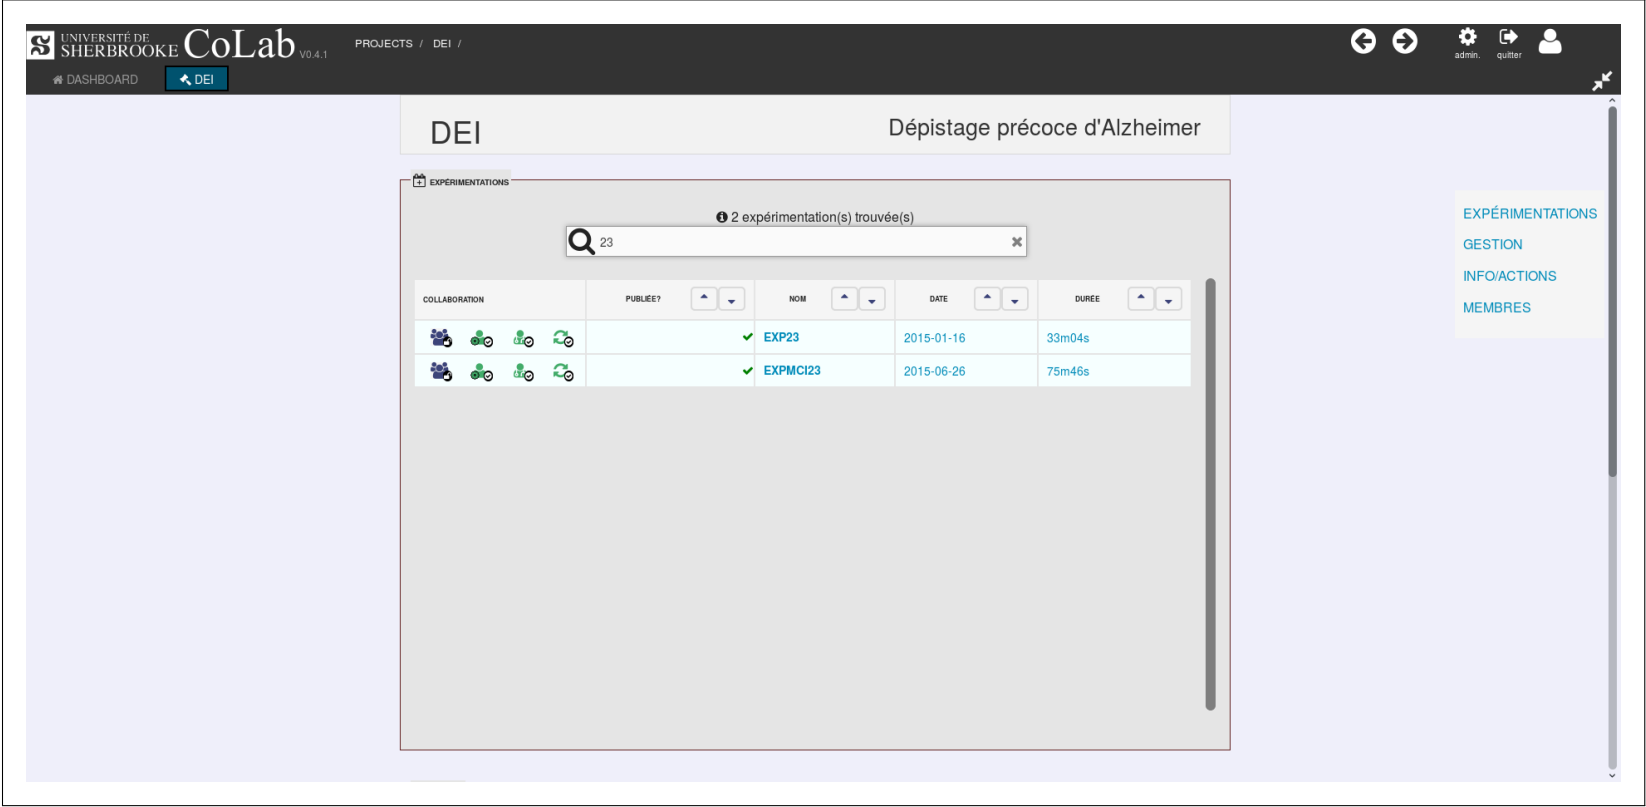 UNIVERSITÉ DE
SHERBROOKE CoLab V0.4.1 PROJECTS / DEI /
admin. quitter
DASHBOARD DEI
DEI Dépistage précoce d'Alzheimer
EXPÉRIMENTATIONS
2 expérimentation(s) trouvée(s)
23
COLLABORATION PUBLIÉE? NOM DATE DURÉE
EXP23 2015-01-16 33m04s
EXPMCI23 2015-06-26 75m46s
EXPÉRIMENTATIONS
GESTION
INFO/ACTIONS
MEMBRES